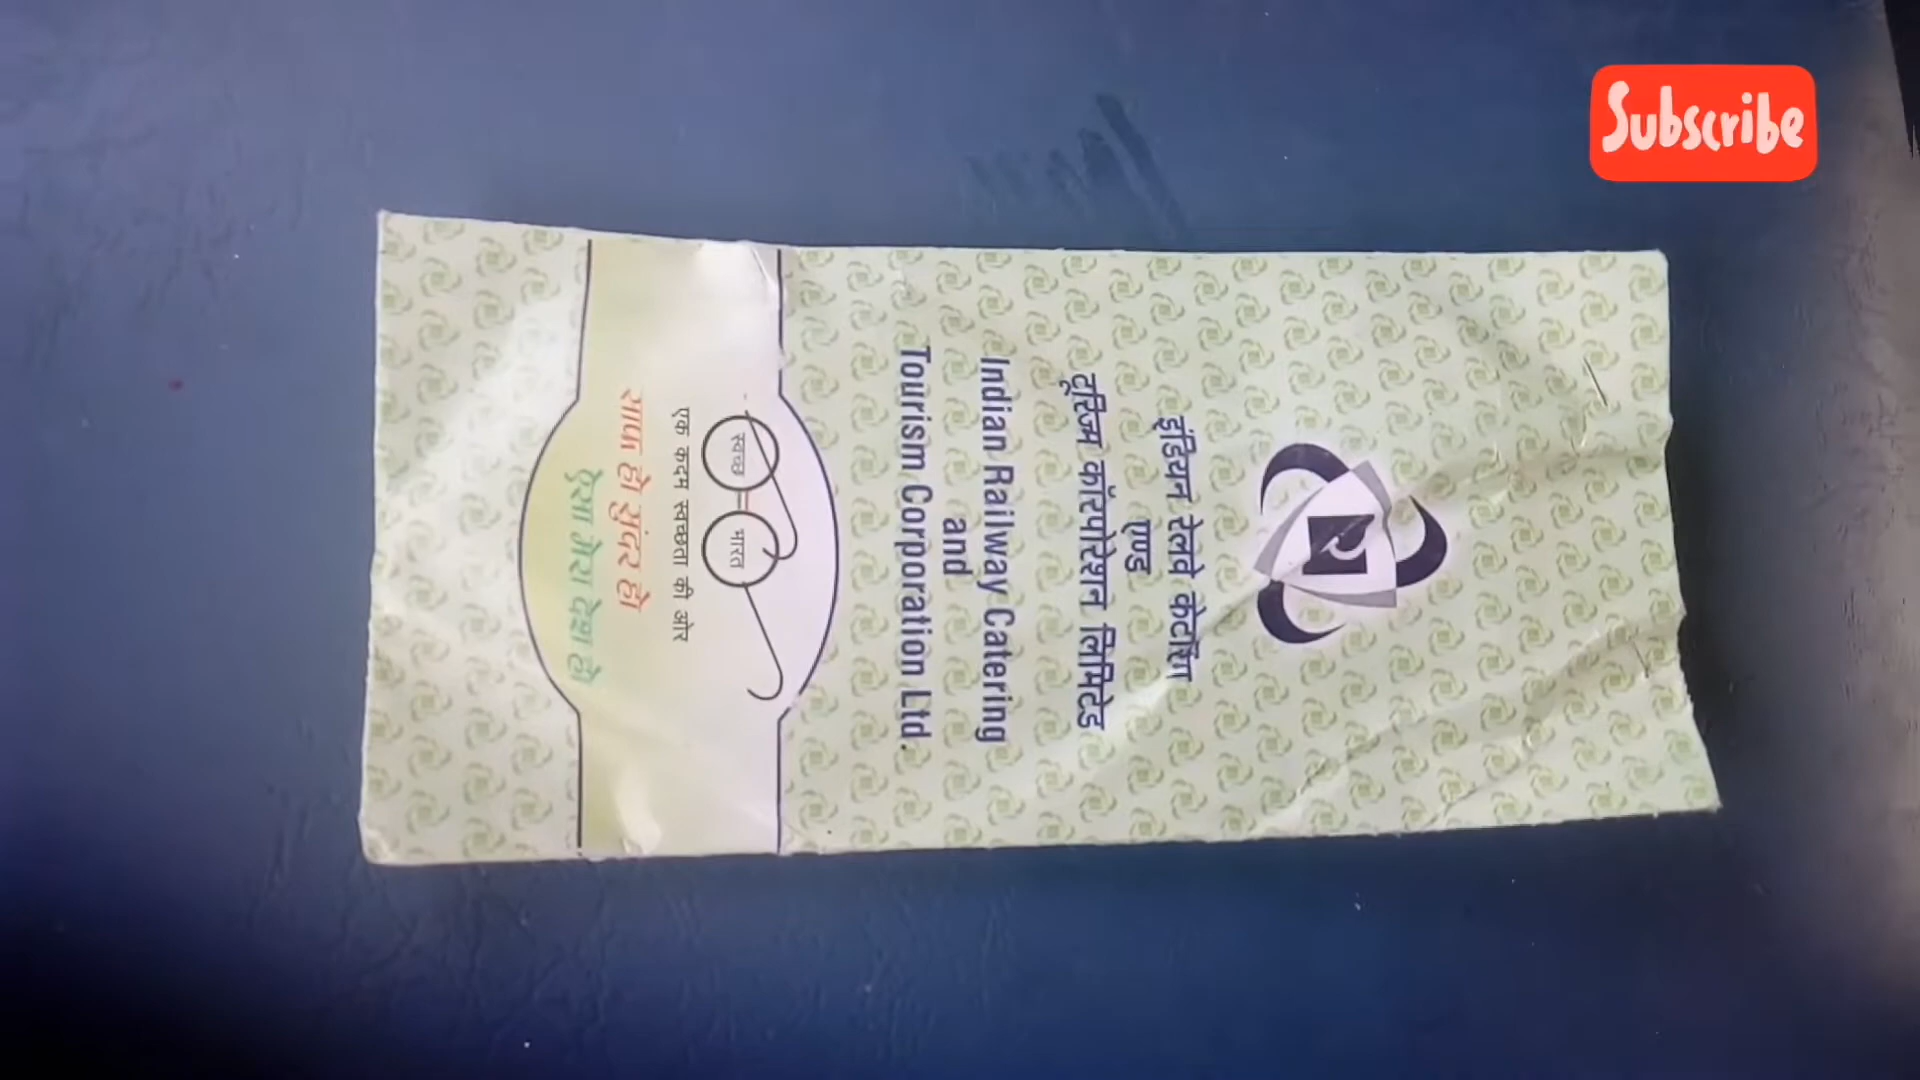 Subscribe
इंडियन रेलवे केटरिंग
एण्ड
टूरिज्म कॉरपोरेशन लिमिटेड
Indian Railway Catering
and
Tourism Corporation Ltd.
स्वच्छ भारत
एक कदम स्वच्छता की ओर
साफ हो सुंदर हो
ऐसा मेरा देश हो